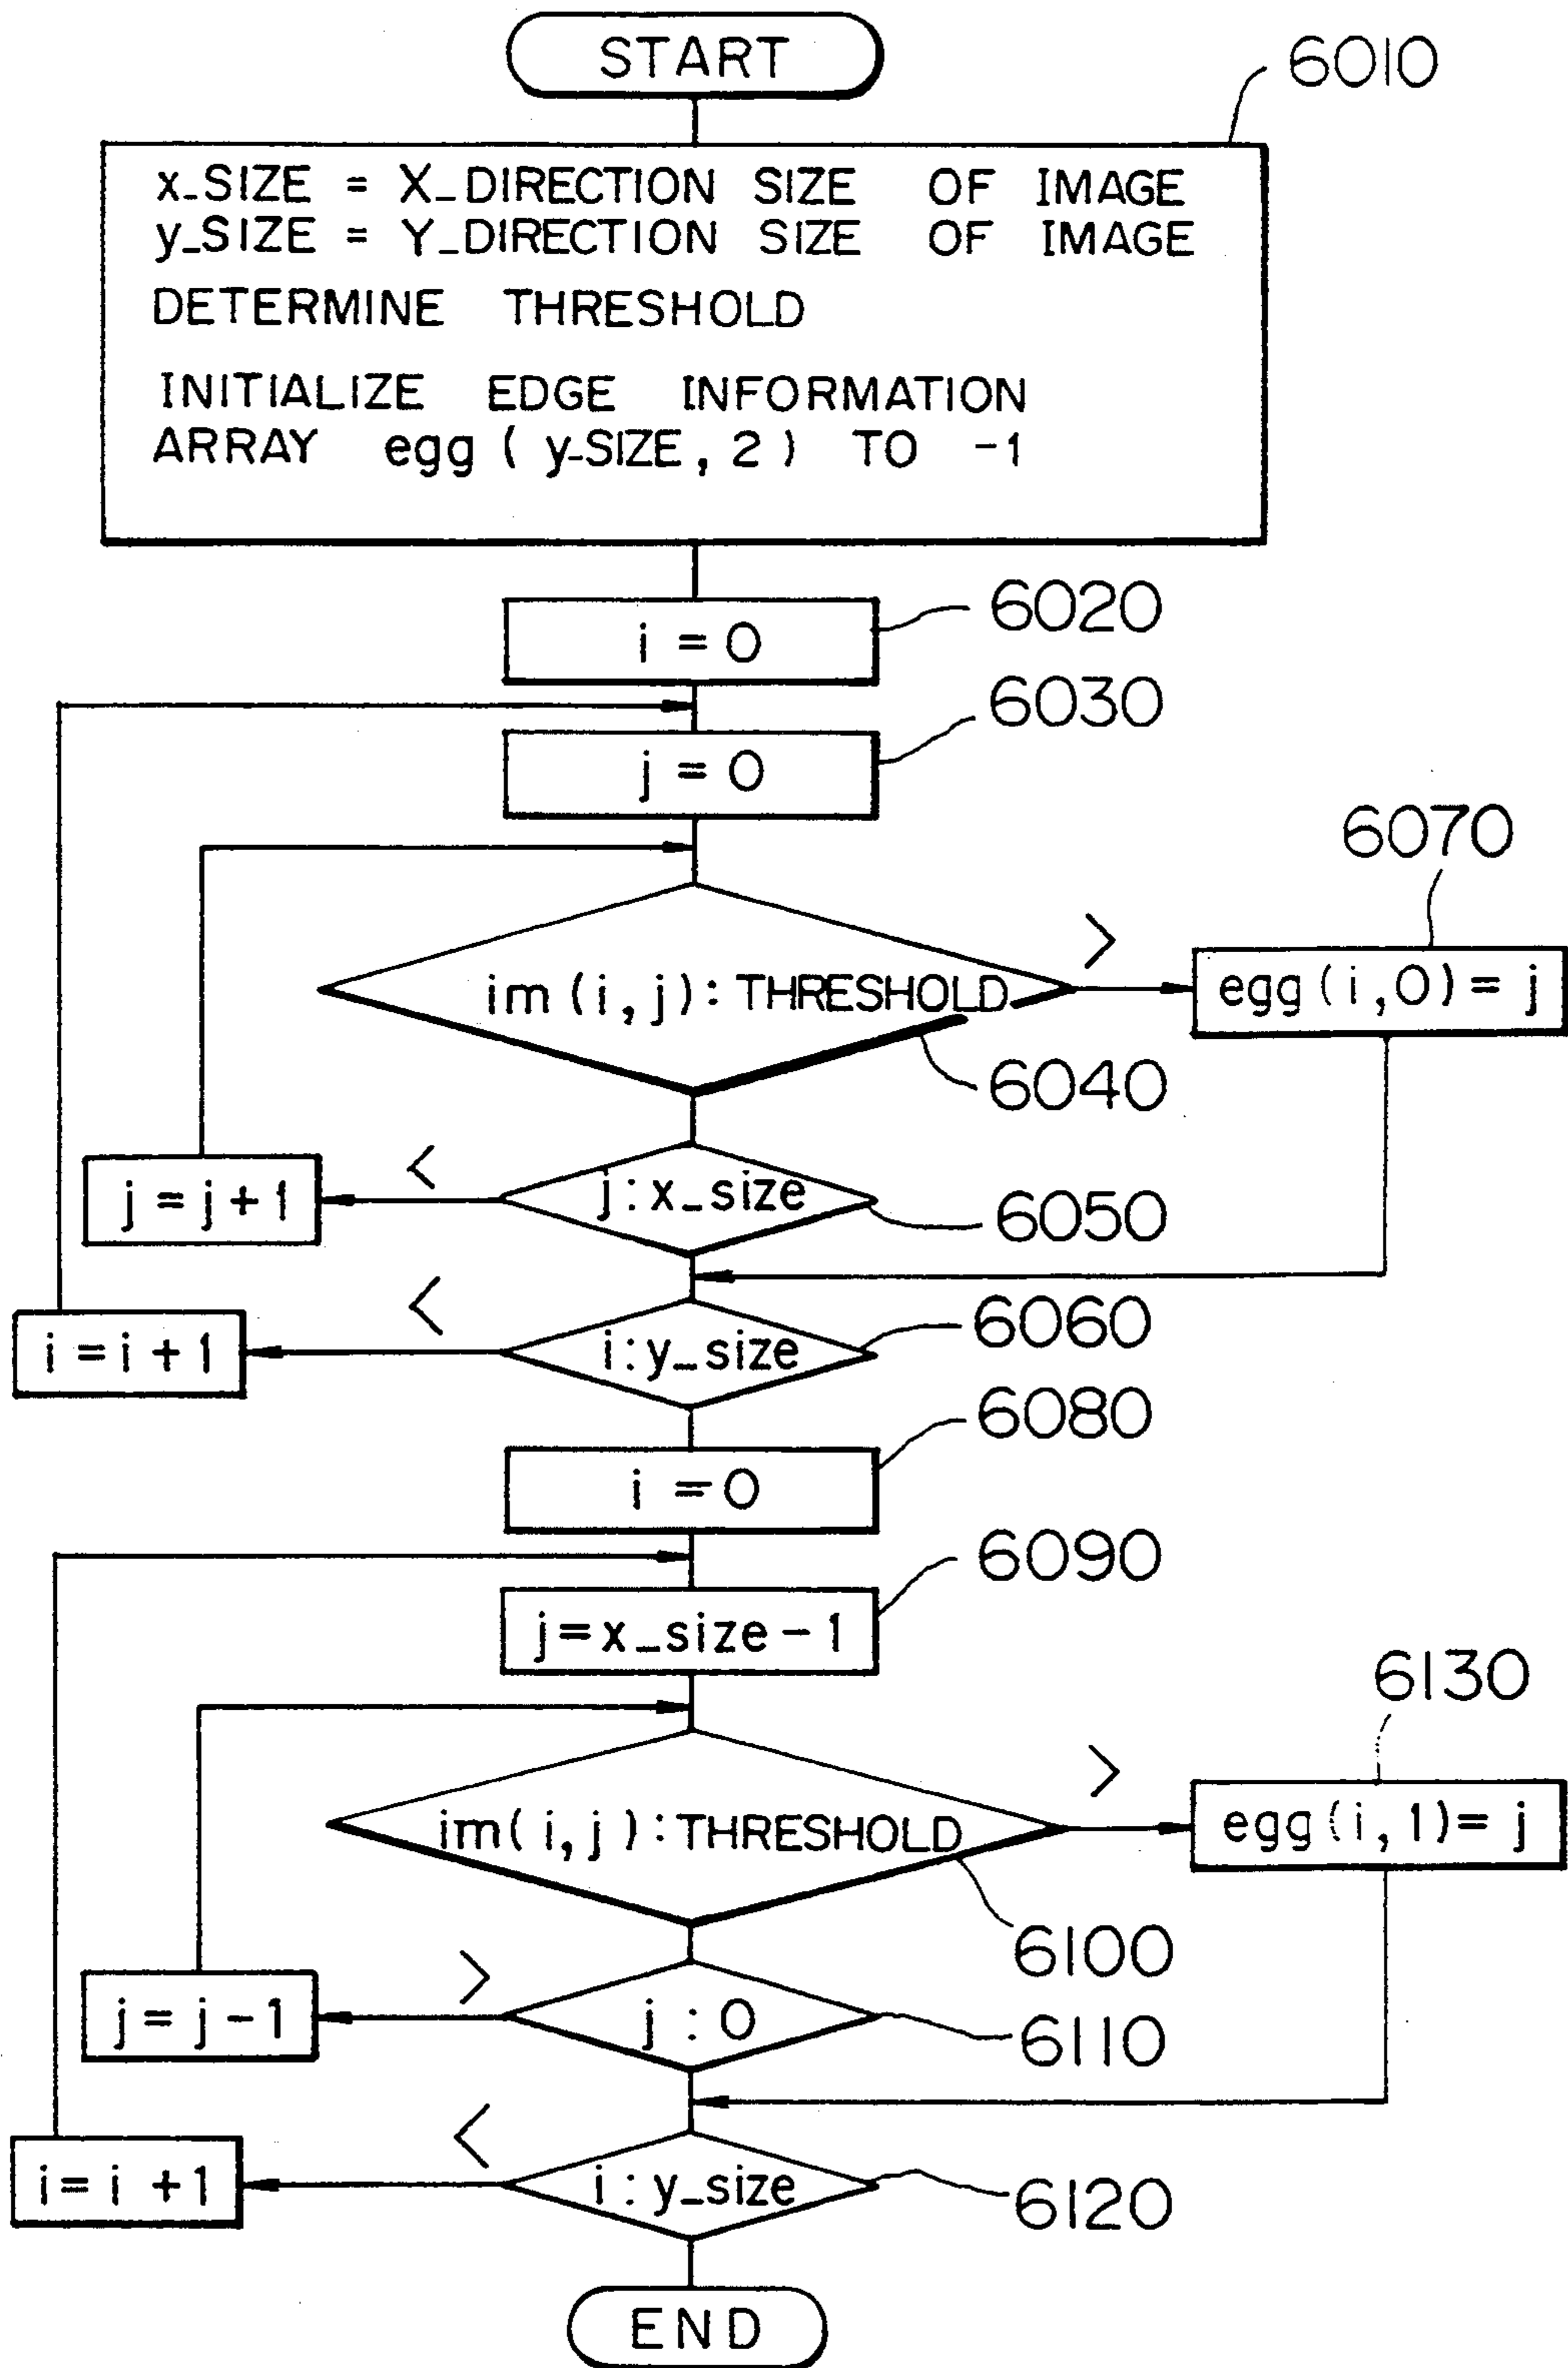 START
6010
x_SIZE = X_DIRECTION SIZE OF IMAGE
y_SIZE = Y_DIRECTION SIZE OF IMAGE
DETERMINE THRESHOLD
INITIALIZE EDGE INFORMATION
ARRAY egg ( y-SIZE, 2 ) TO -1
6020
i = 0
6030
j = 0
6070
>
im (i, j) : THRESHOLD
egg (i, 0) = j
6040
<
j = j + 1
j : x_size
6050
<
6060
i = i + 1
i : y_size
6080
i = 0
6090
j = x_size - 1
6130
>
im( i, j ) : THRESHOLD
egg (i, 1) = j
6100
>
j = j - 1
j : 0
6110
<
i = i + 1
i : y_size
6120
END